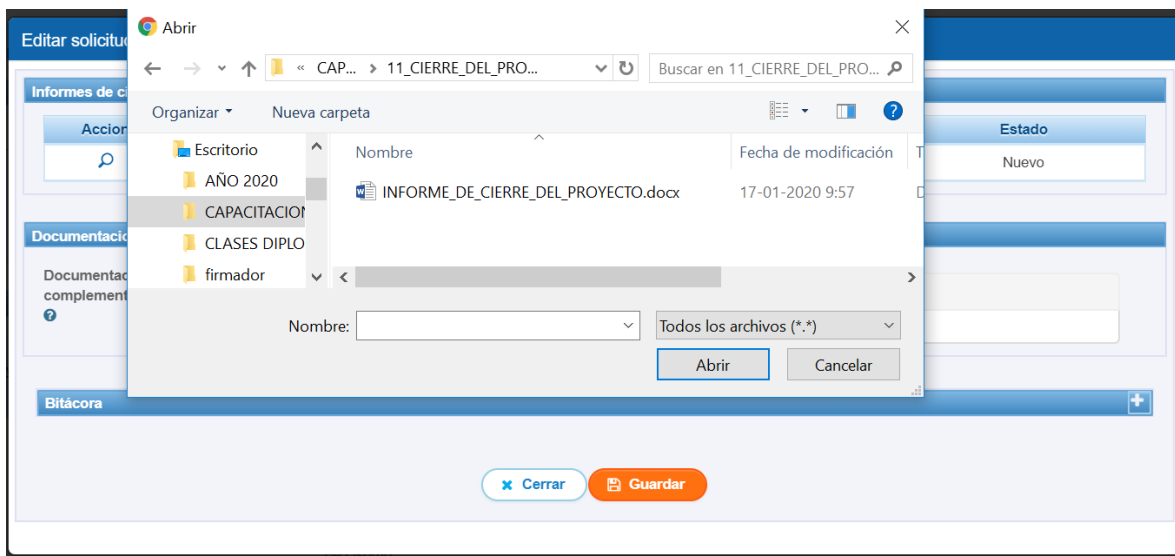 Editar solicitud
Abrir
« CAP... > 11_CIERRE_DEL_PRO...
Buscar en 11_CIERRE_DEL_PRO...
Informes de ci
Organizar
Nueva carpeta
Accion
Estado
Escritorio
Nombre
Fecha de modificación
T
Nuevo
AÑO 2020
INFORME_DE_CIERRE_DEL_PROYECTO.docx
17-01-2020 9:57
D
CAPACITACION
Documentació
CLASES DIPLO
Documentac
firmador
complement
Nombre:
Todos los archivos (*.*)
Abrir
Cancelar
Bitácora
Cerrar
Guardar